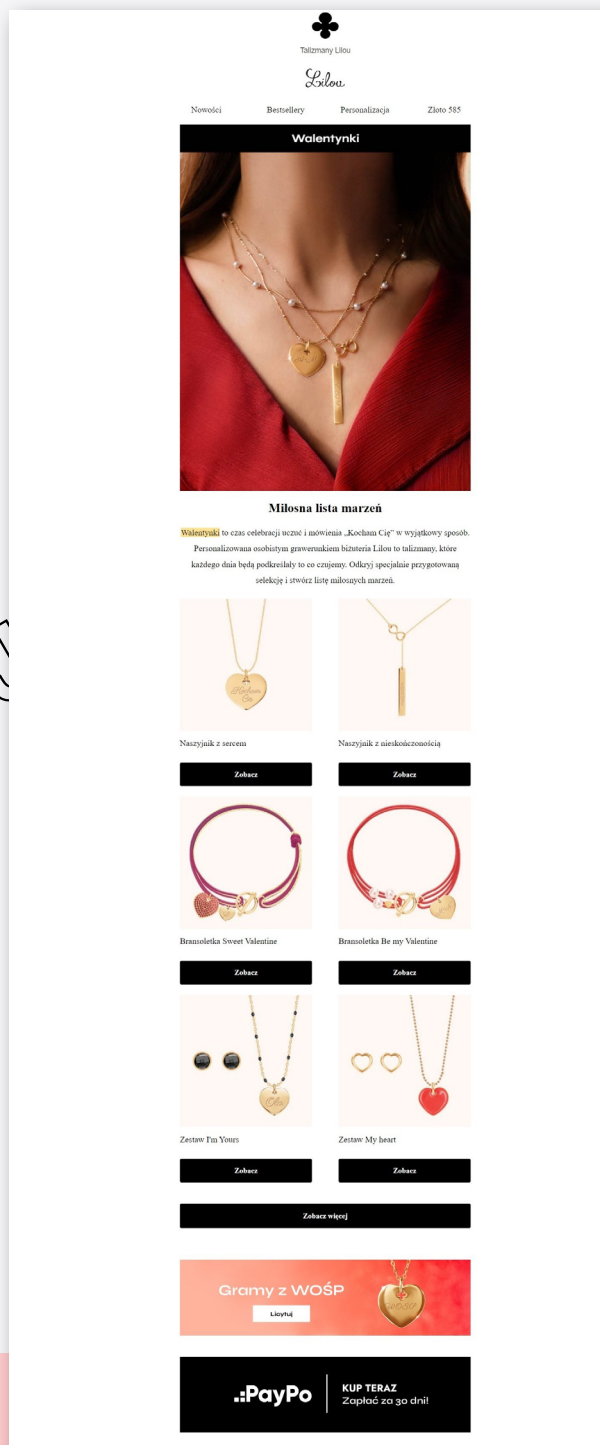 Talizmany Lilou
Lilou
Nowości Bestsellery Personalizacja Złoto 585
Walentynki
Miłosna lista marzeń
Walentynki to czas celebracji uczuć i mówienia „Kocham Cię” w wyjątkowy sposób.
Personalizowana osobistym grawerunkiem biżuteria Lilou to talizmany, które
każdego dnia będą podkreślały to co czujemy. Odkryj specjalnie przygotowaną
selekcję i stwórz listę miłosnych marzeń.
Kocham
Cię
Naszyjnik z sercem
Naszyjnik z nieskończonością
Zobacz
Zobacz
Bransoletka Sweet Valentine
Bransoletka Be my Valentine
Zobacz
Zobacz
Ola
Zestaw I'm Yours
Zestaw My heart
Zobacz
Zobacz
Zobacz więcej
Gramy z WOŚP
Licytuj
WOŚP
PayPo
KUP TERAZ
Zapłać za 30 dni!